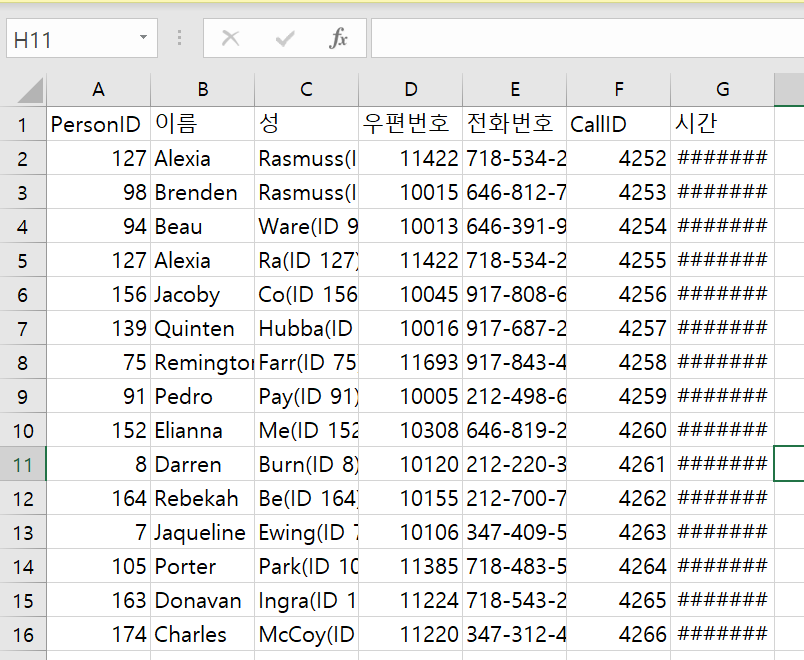 H11 fx
A B C D E F G
1 PersonID 이름 성 우편번호 전화번호 CallID 시간
2 127 Alexia Rasmuss(I 11422 718-534-2 4252 #######
3 98 Brenden Rasmuss(I 10015 646-812-7 4253 #######
4 94 Beau Ware(ID 9 10013 646-391-9 4254 #######
5 127 Alexia Ra(ID 127) 11422 718-534-2 4255 #######
6 156 Jacoby Co(ID 156 10045 917-808-6 4256 #######
7 139 Quinten Hubba(ID 10016 917-687-2 4257 #######
8 75 Remington Farr(ID 75 11693 917-843-4 4258 #######
9 91 Pedro Pay(ID 91) 10005 212-498-6 4259 #######
10 152 Elianna Me(ID 152 10308 646-819-2 4260 #######
11 8 Darren Burn(ID 8) 10120 212-220-3 4261 #######
12 164 Rebekah Be(ID 164) 10155 212-700-7 4262 #######
13 7 Jaqueline Ewing(ID 7 10106 347-409-5 4263 #######
14 105 Porter Park(ID 10 11385 718-483-5 4264 #######
15 163 Donavan Ingra(ID 1 11224 718-543-2 4265 #######
16 174 Charles McCoy(ID 11220 347-312-4 4266 #######